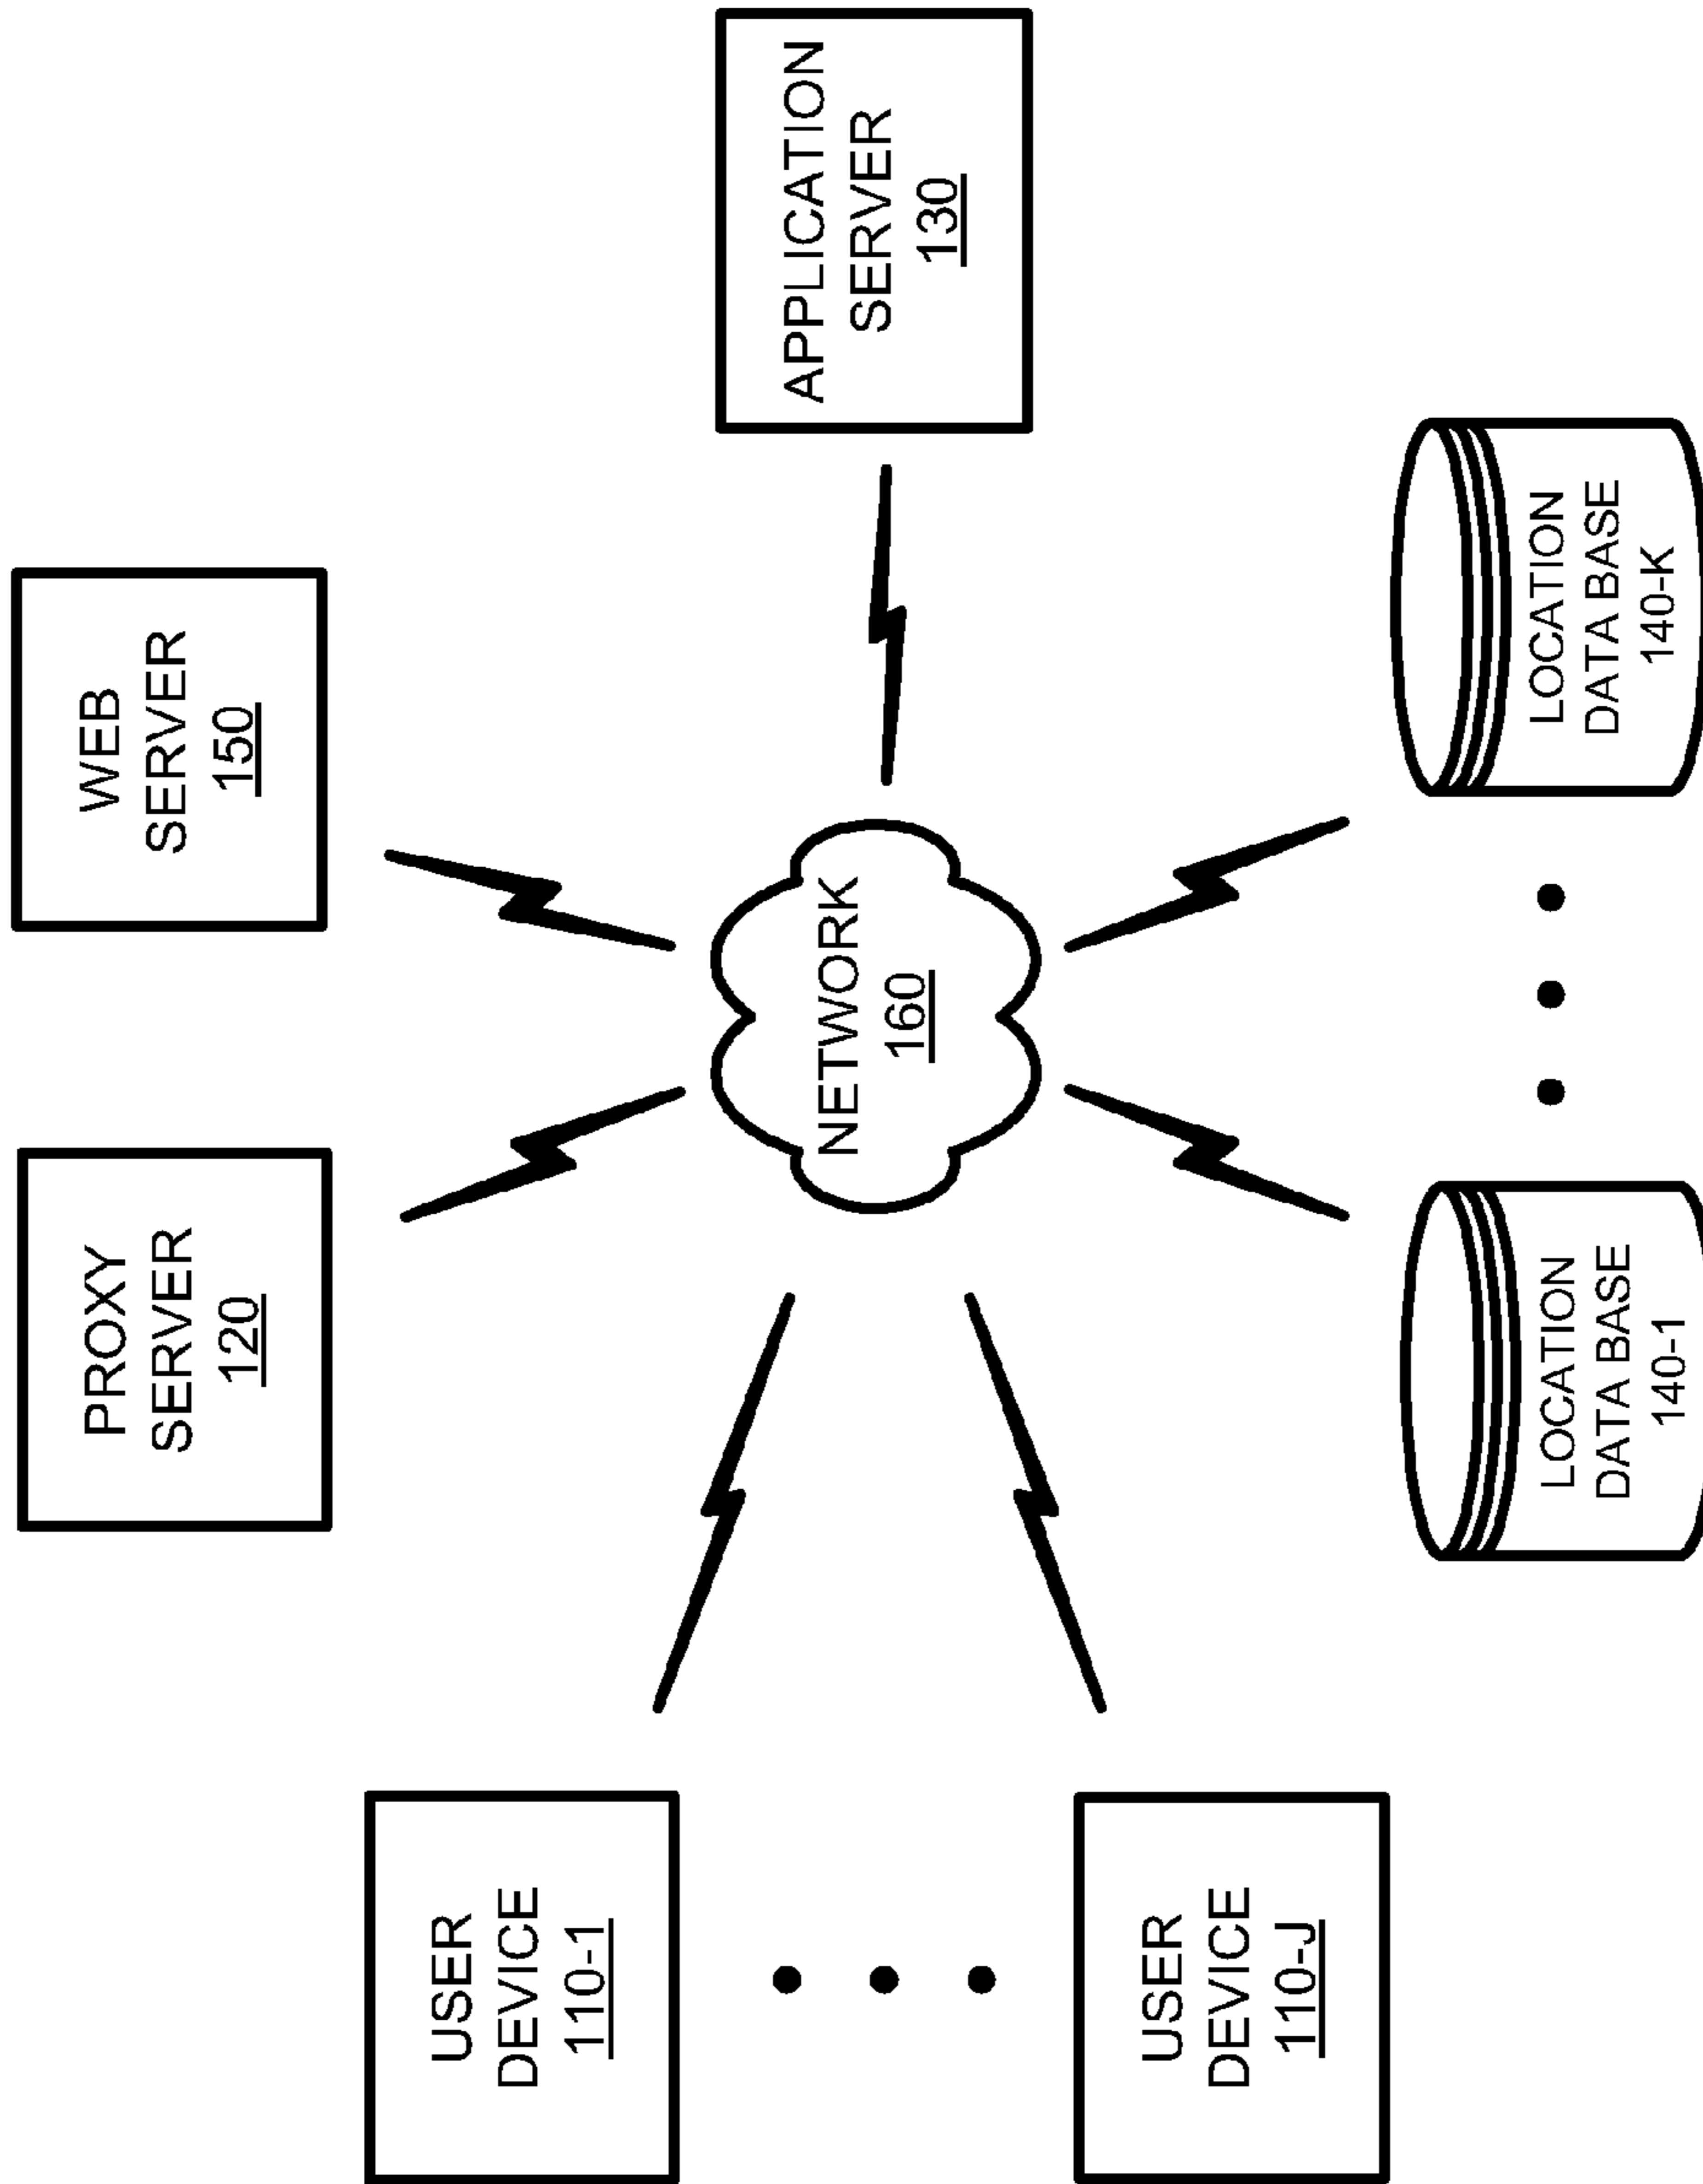 PROXY
SERVER
120
WEB
SERVER
150
USER
DEVICE
110-1
NETWORK
160
APPLICATION
SERVER
130
USER
DEVICE
110-J
LOCATION
DATA BASE
140-1
LOCATION
DATA BASE
140-K